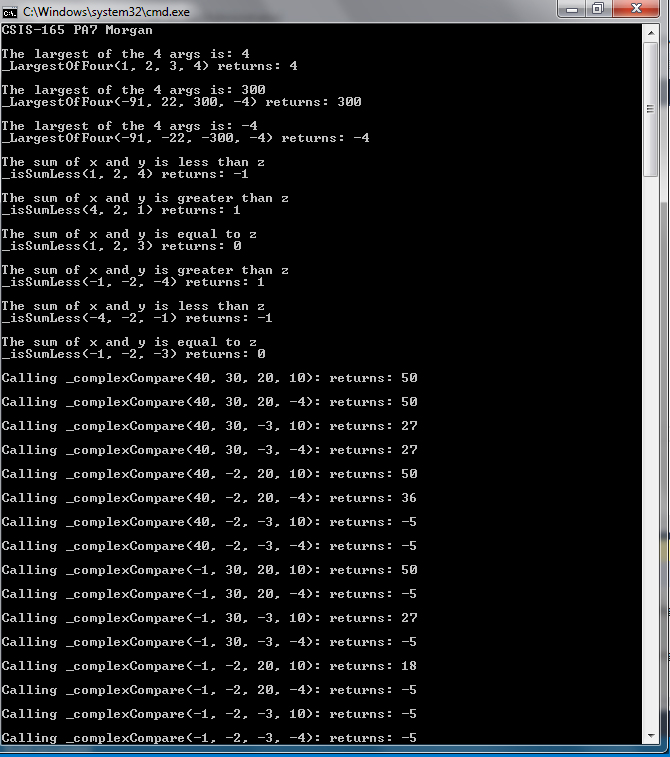 C:\Windows\system32\cmd.exe
CSIS-165 PA7 Morgan
The largest of the 4 args is: 4
_LargestOfFour(1, 2, 3, 4) returns: 4
The largest of the 4 args is: 300
_LargestOfFour(-91, 22, 300, -4) returns: 300
The largest of the 4 args is: -4
_LargestOfFour(-91, -22, -300, -4) returns: -4
The sum of x and y is less than z
_isSumLess(1, 2, 4) returns: -1
The sum of x and y is greater than z
_isSumLess(4, 2, 1) returns: 1
The sum of x and y is equal to z
_isSumLess(1, 2, 3) returns: 0
The sum of x and y is greater than z
_isSumLess(-1, -2, -4) returns: 1
The sum of x and y is less than z
_isSumLess(-4, -2, -1) returns: -1
The sum of x and y is equal to z
_isSumLess(-1, -2, -3) returns: 0
Calling _complexCompare(40, 30, 20, 10): returns: 50
Calling _complexCompare(40, 30, 20, -4): returns: 50
Calling _complexCompare(40, 30, -3, 10): returns: 27
Calling _complexCompare(40, 30, -3, -4): returns: 27
Calling _complexCompare(40, -2, 20, 10): returns: 50
Calling _complexCompare(40, -2, 20, -4): returns: 36
Calling _complexCompare(40, -2, -3, 10): returns: -5
Calling _complexCompare(40, -2, -3, -4): returns: -5
Calling _complexCompare(-1, 30, 20, 10): returns: 50
Calling _complexCompare(-1, 30, 20, -4): returns: -5
Calling _complexCompare(-1, 30, -3, 10): returns: 27
Calling _complexCompare(-1, 30, -3, -4): returns: -5
Calling _complexCompare(-1, -2, 20, 10): returns: 18
Calling _complexCompare(-1, -2, 20, -4): returns: -5
Calling _complexCompare(-1, -2, -3, 10): returns: -5
Calling _complexCompare(-1, -2, -3, -4): returns: -5